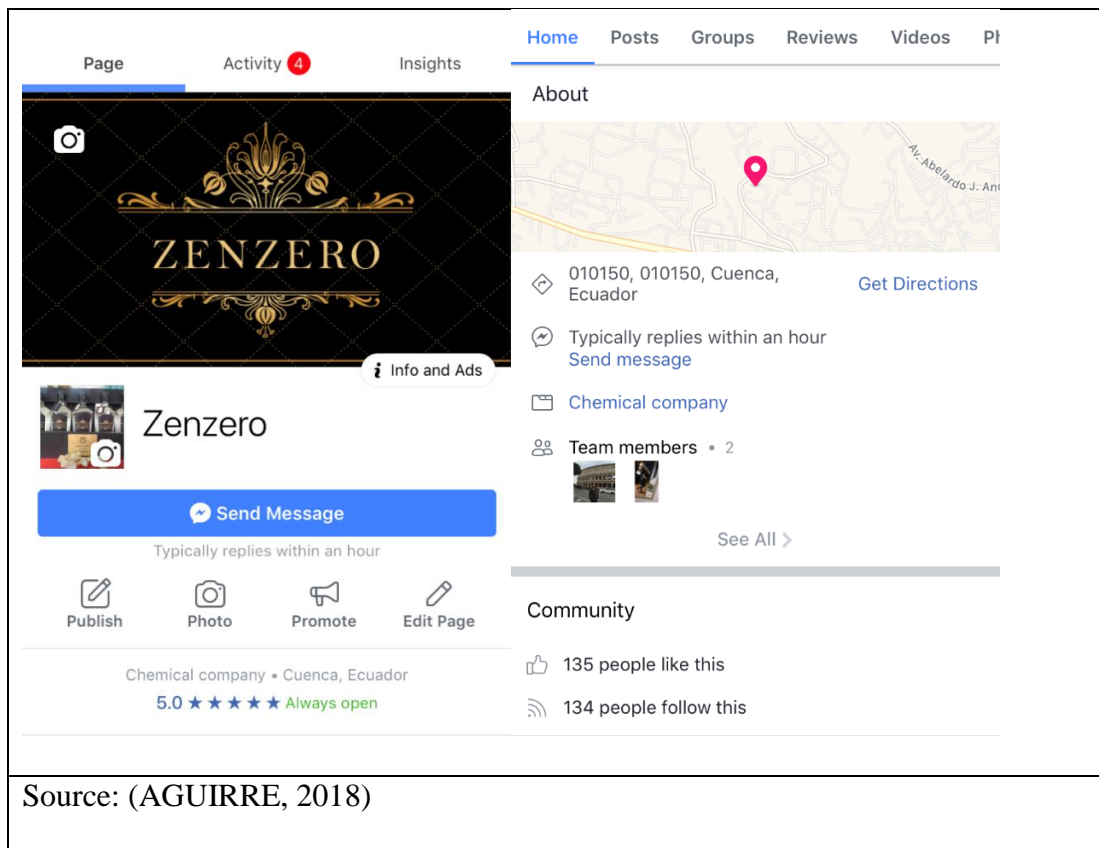 Page Activity 4 Insights
ZENZERO
Info and Ads
Zenzero
Send Message
Typically replies within an hour
Publish Photo Promote Edit Page
Chemical company • Cuenca, Ecuador
5.0 ★ ★ ★ ★ ★ Always open
Home Posts Groups Reviews Videos
About
Av. Abelardo J. An
010150, 010150, Cuenca,
Ecuador
Get Directions
Typically replies within an hour
Send message
Chemical company
Team members • 2
See All
Community
135 people like this
134 people follow this
Source: (AGUIRRE, 2018)